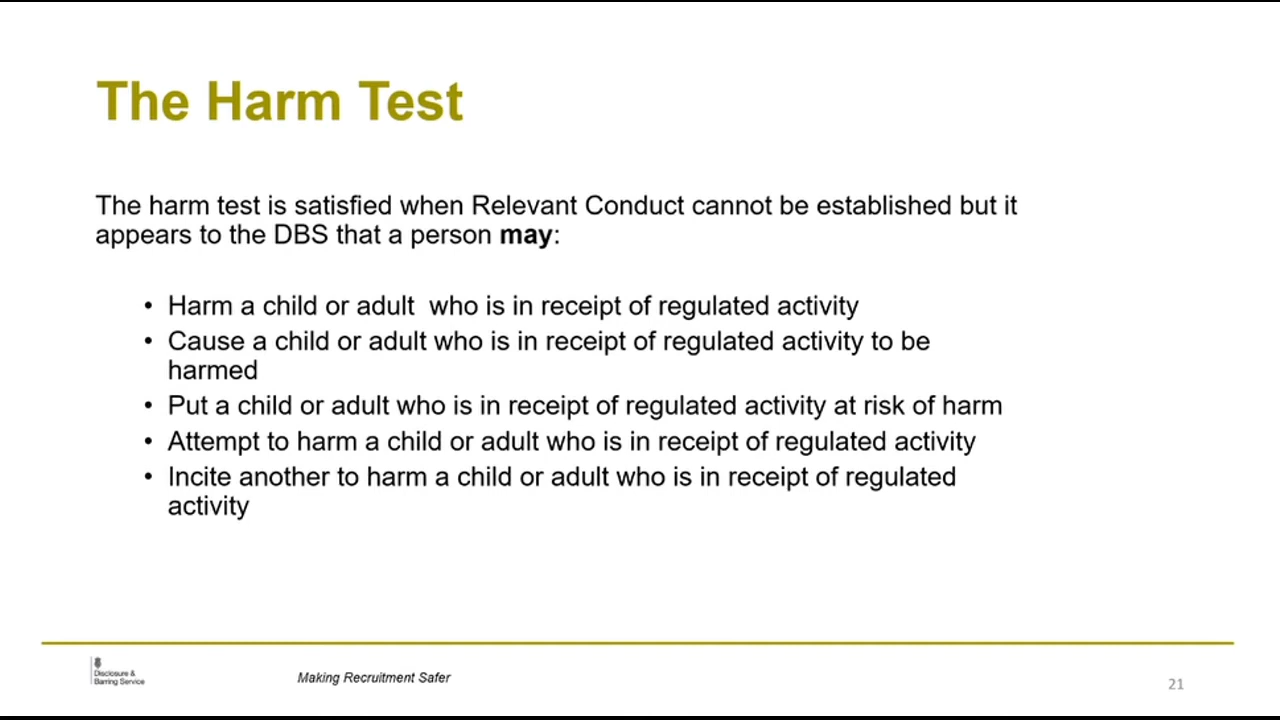 The Harm Test
The harm test is satisfied when Relevant Conduct cannot be established but it
appears to the DBS that a person may:
• Harm a child or adult  who is in receipt of regulated activity
• Cause a child or adult who is in receipt of regulated activity to be
harmed
• Put a child or adult who is in receipt of regulated activity at risk of harm
• Attempt to harm a child or adult who is in receipt of regulated activity
• Incite another to harm a child or adult who is in receipt of regulated
activity
Disclosure &
Barring Service
Making Recruitment Safer
21